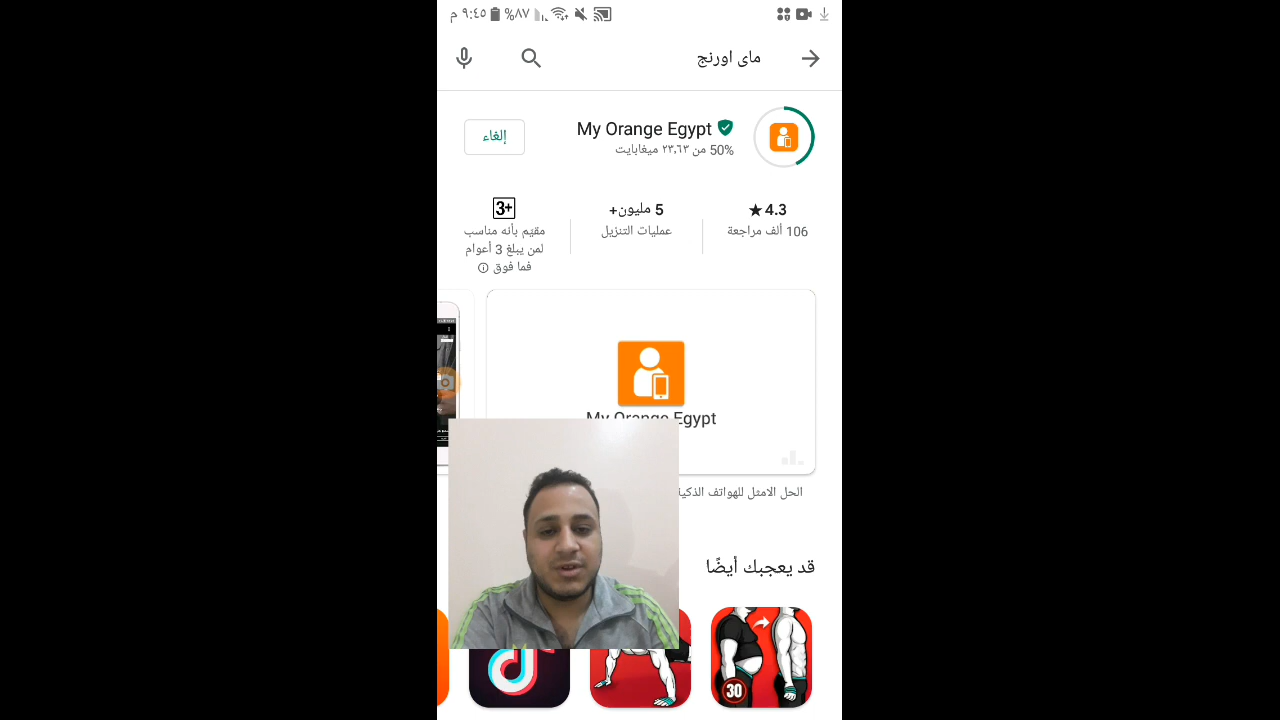 ٩:٤٥ م %٨٧
ماى اورنج
My Orange Egypt
50% من ٢٣,٦٣ ميغابايت
إلغاء
4.3★
106 ألف مراجعة
5 مليون+
عمليات التنزيل
3+
مقيّم بأنه مناسب
لمن يبلغ 3 أعوام
فما فوق
My Orange Egypt
الحل الامثل للهواتف الذكية
قد يعجبك أيضًا
30